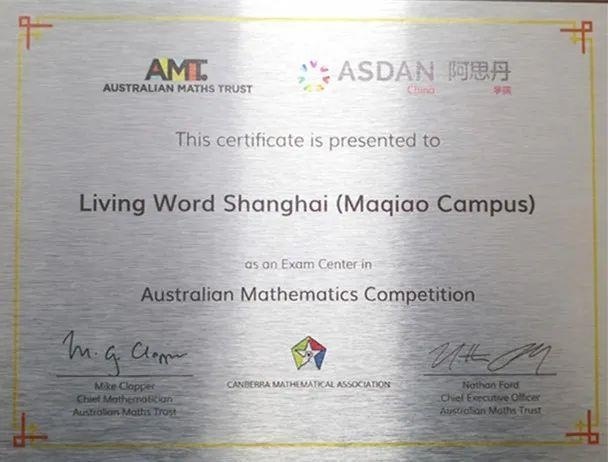 AMT.
AUSTRALIAN MATHS TRUST
ASDAN 阿思丹
China
This certificate is presented to
Living Word Shanghai (Maqiao Campus)
as an Exam Center in
Australian Mathematics Competition
M. G. Clapper
Mike Clapper
Chief Mathematician
Australian Maths Trust
CANBERRA MATHEMATICAL ASSOCIATION
Nathan Ford
Chief Executive Officer
Australian Maths Trust